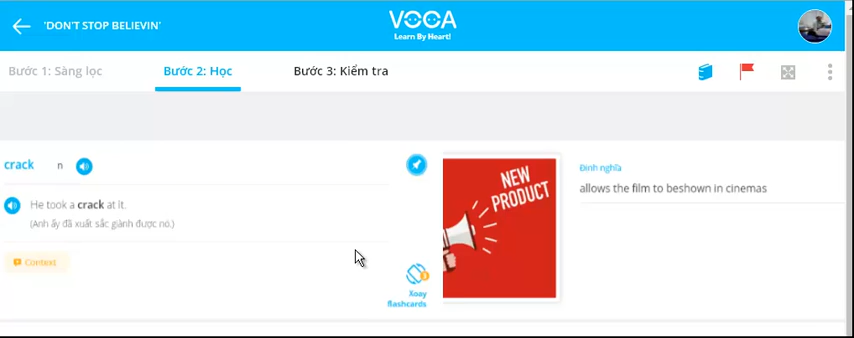 'DON'T STOP BELIEVIN'
VOCA
Learn By Heart!
Bước 1: Sàng lọc
Bước 2: Học
Bước 3: Kiểm tra
crack n
He took a crack at it.
(Anh ấy đã xuất sắc giành được nó.)
Context
Xoay
flashcards
NEW
PRODUCT
Định nghĩa
allows the film to beshown in cinemas